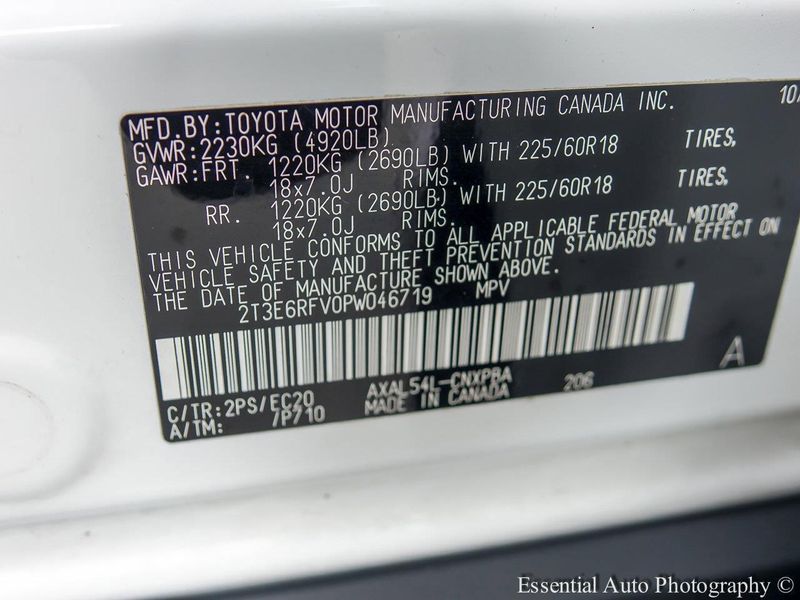 MFD.BY:TOYOTA MOTOR MANUFACTURING CANADA INC. 10/
GVWR:2230KG (4920LB)
GAWR:FRT. 1220KG (2690LB) WITH 225/60R18 TIRES,
18x7.0J RIMS.
RR. 1220KG (2690LB) WITH 225/60R18 TIRES,
18x7.0J RIMS.
THIS VEHICLE CONFORMS TO ALL APPLICABLE FEDERAL MOTOR
VEHICLE SAFETY AND THEFT PREVENTION STANDARDS IN EFFECT ON
THE DATE OF MANUFACTURE SHOWN ABOVE.
2T3E6RFV0PW046719 MPV
A
C/TR:2PS/EC20 AXAL54L-CNXPBA 206
A/TM: /P710 MADE IN CANADA
Essential Auto Photography ©